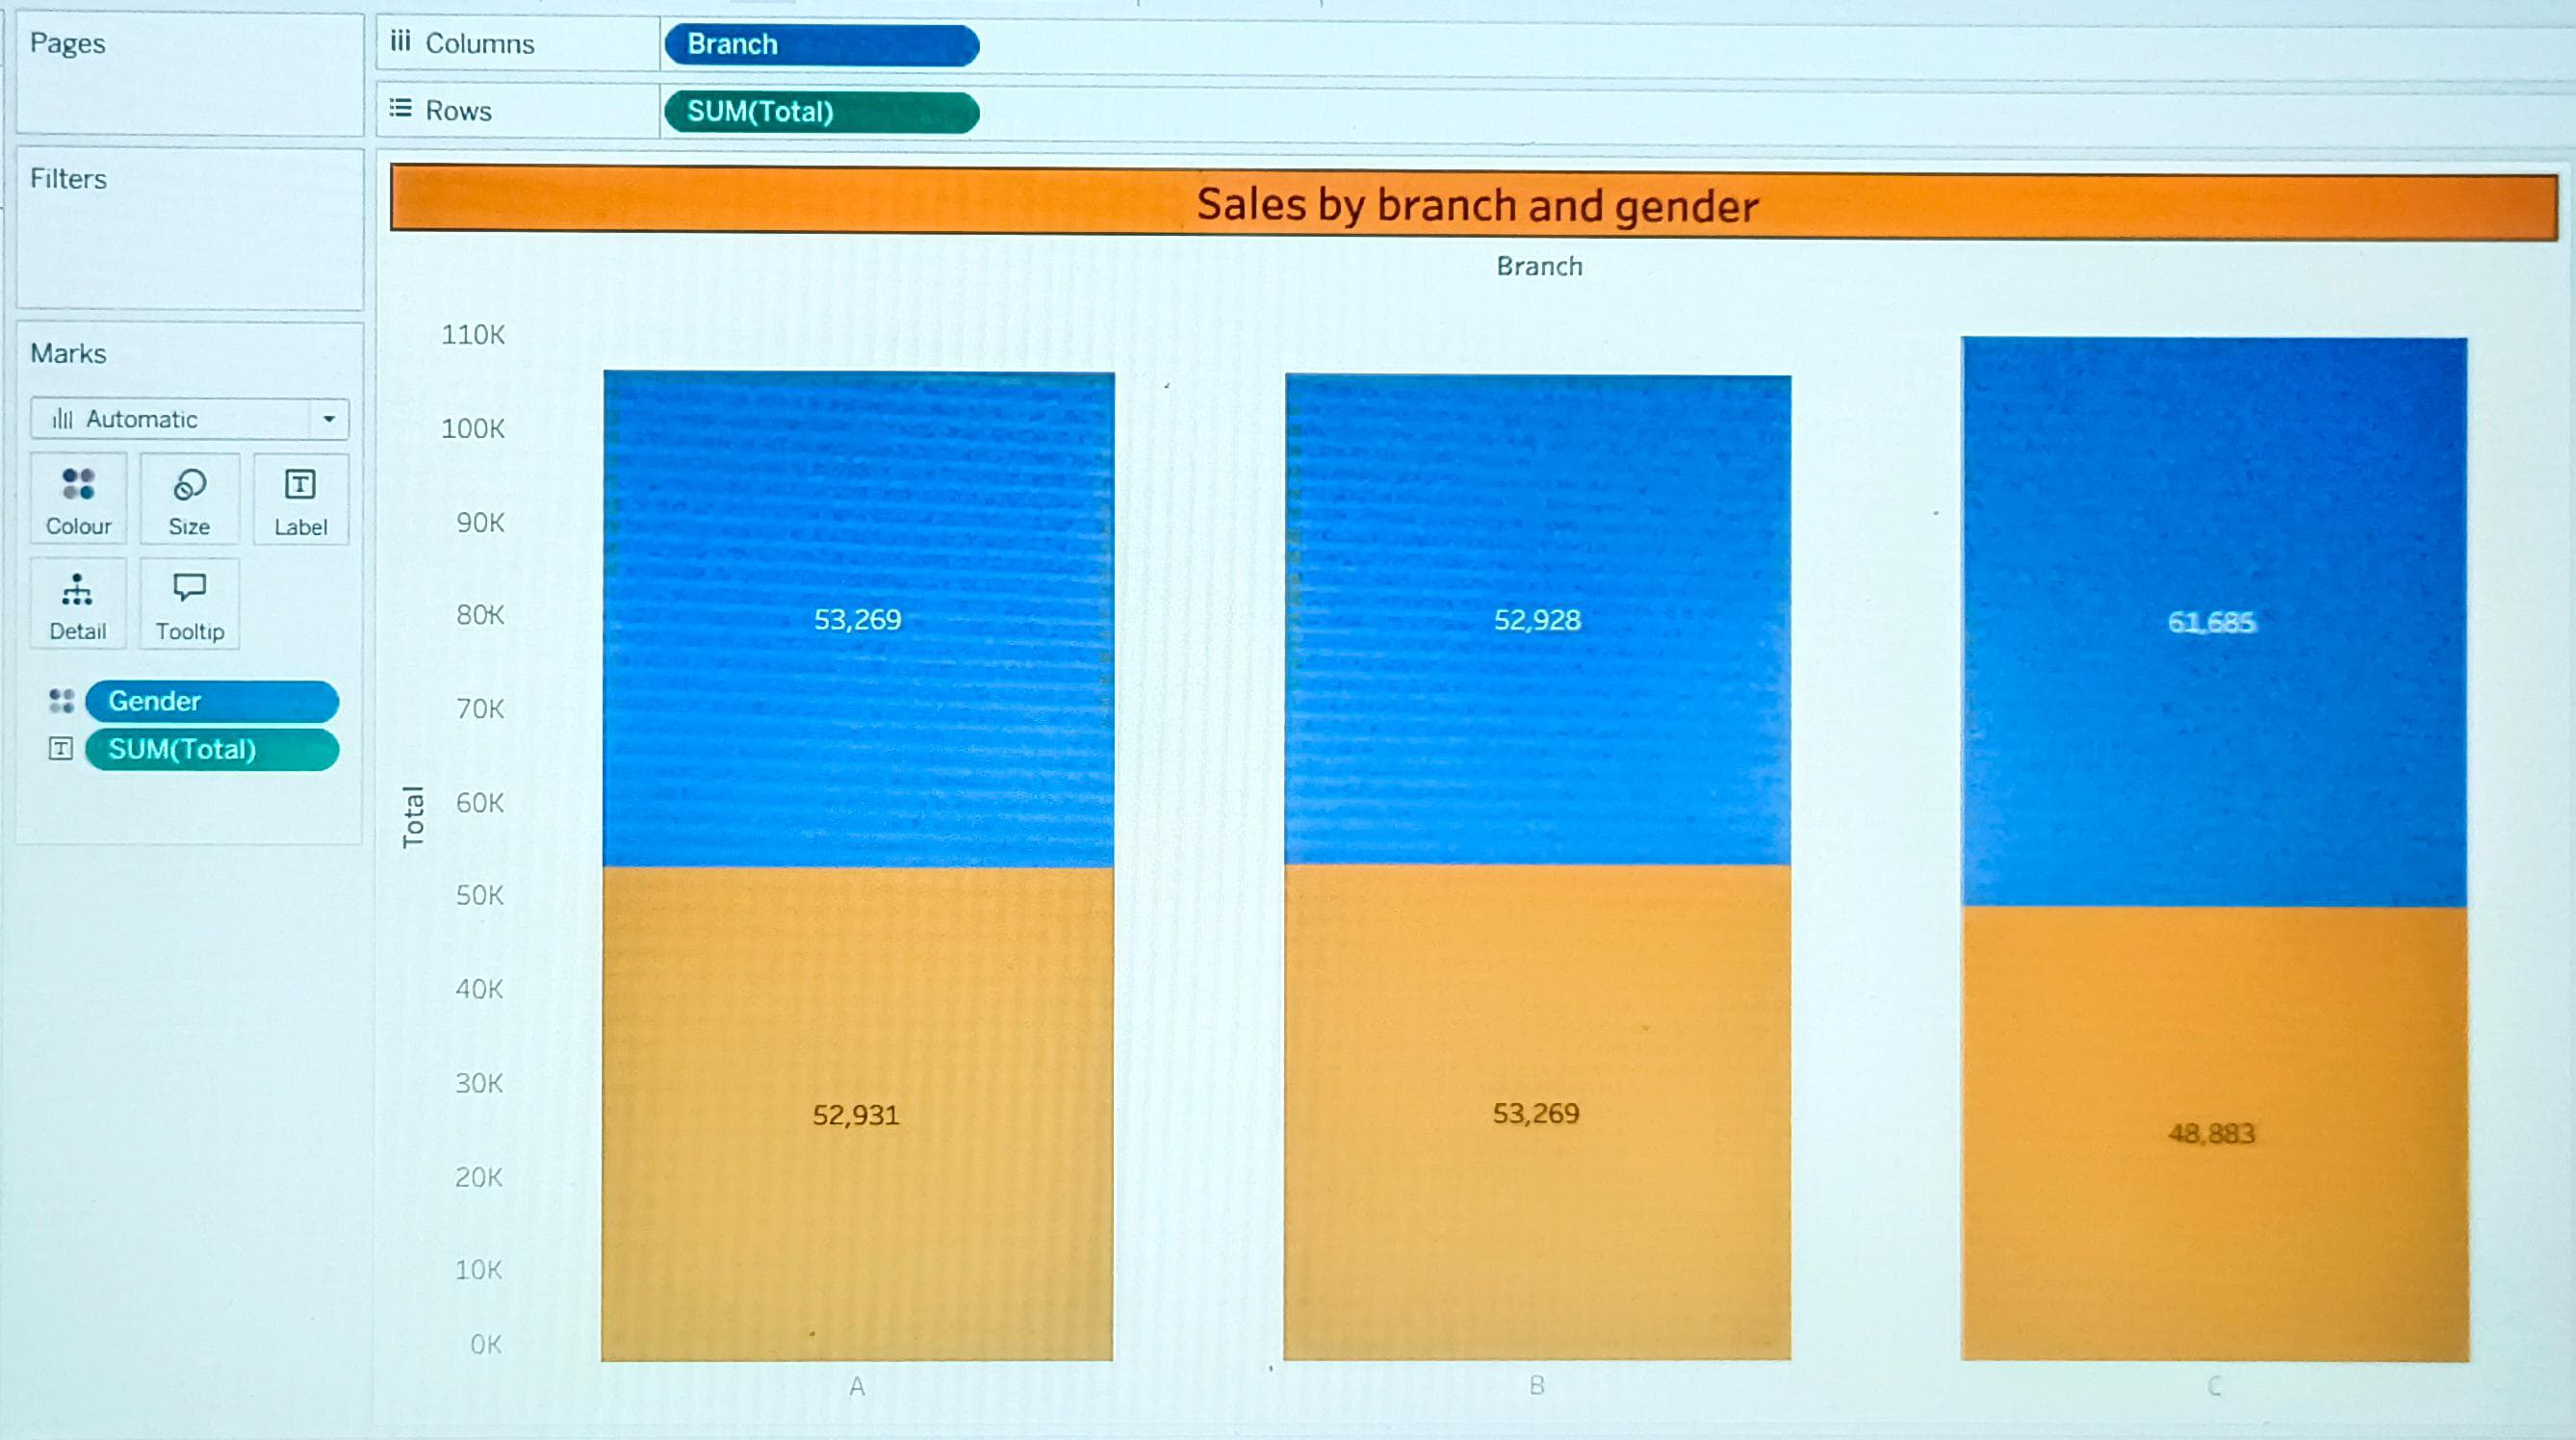 Pages
Columns
Branch
Rows
SUM(Total)
Filters
Marks
Automatic
Colour
Size
Label
Detail
Tooltip
Gender
SUM(Total)
Sales by branch and gender
Branch
Total
110K
100K
90K
80K
70K
60K
50K
40K
30K
20K
10K
0K
53,269
52,928
61,685
52,931
53,269
48,883
A
B
C